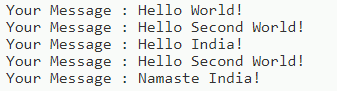 Your Message : Hello World!
Your Message : Hello Second World!
Your Message : Hello India!
Your Message : Hello Second World!
Your Message : Namaste India!